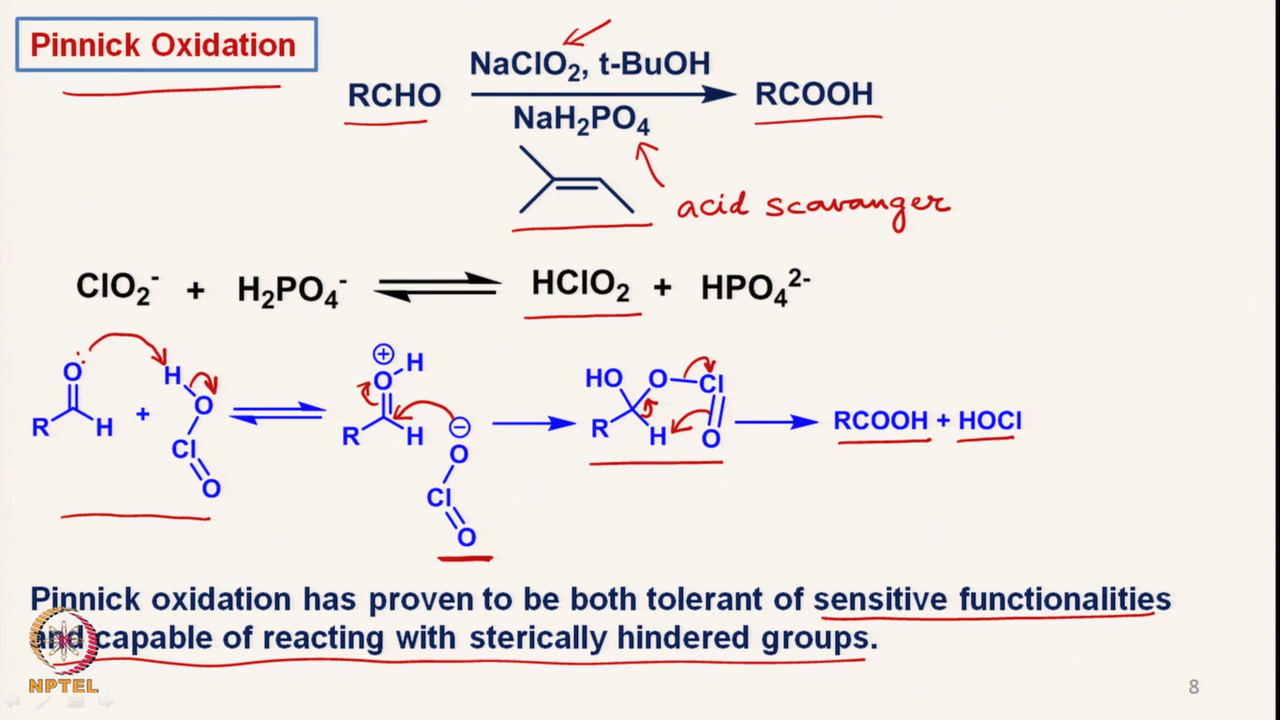 Pinnick Oxidation
NaClO₂, t-BuOH
RCHO
RCOOH
NaH₂PO₄
acid scavanger
ClO₂⁻ + H₂PO₄⁻ HClO₂ + HPO₄²⁻
O H R H + O Cl O
⊕ O H R H ⊖ O Cl O
HO O Cl R H O
RCOOH + HOCl
Pinnick oxidation has proven to be both tolerant of sensitive functionalities
and capable of reacting with sterically hindered groups.
NPTEL
8